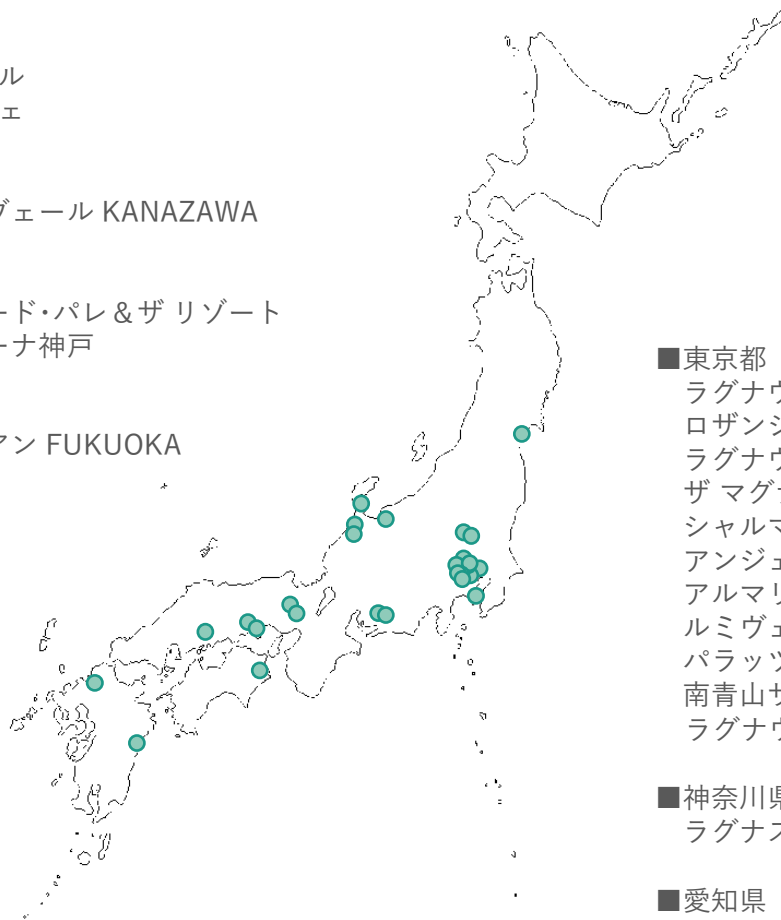 ル
ェ
ヴェール KANAZAWA
ード・パレ＆ザ リゾート
ーナ神戸
アン FUKUOKA
■東京都
ラグナヴ
ロザンジ
ラグナヴ
ザ マグナ
シャルマ
アンジェ
アルマリ
ルミヴェ
パラッツ
南青山サ
ラグナヴ
■神奈川県
ラグナス
■愛知県